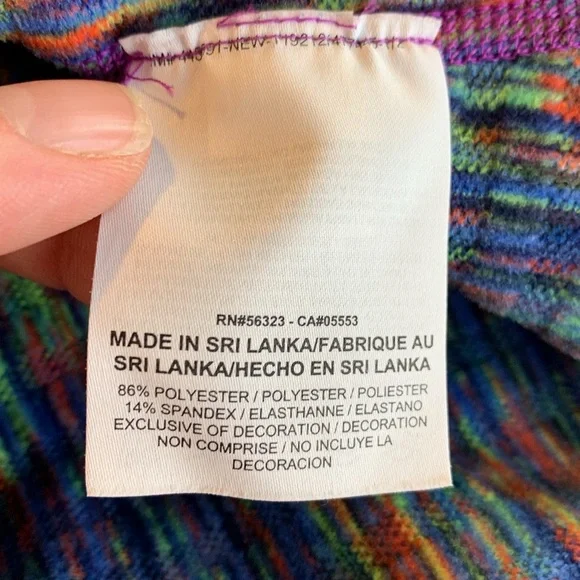 RN#56323 - CA#05553
MADE IN SRI LANKA/FABRIQUE AU
SRI LANKA/HECHO EN SRI LANKA
86% POLYESTER / POLYESTER / POLIESTER
14% SPANDEX / ELASTHANNE / ELASTANO
EXCLUSIVE OF DECORATION / DECORATION
NON COMPRISE / NO INCLUYE LA
DECORACION